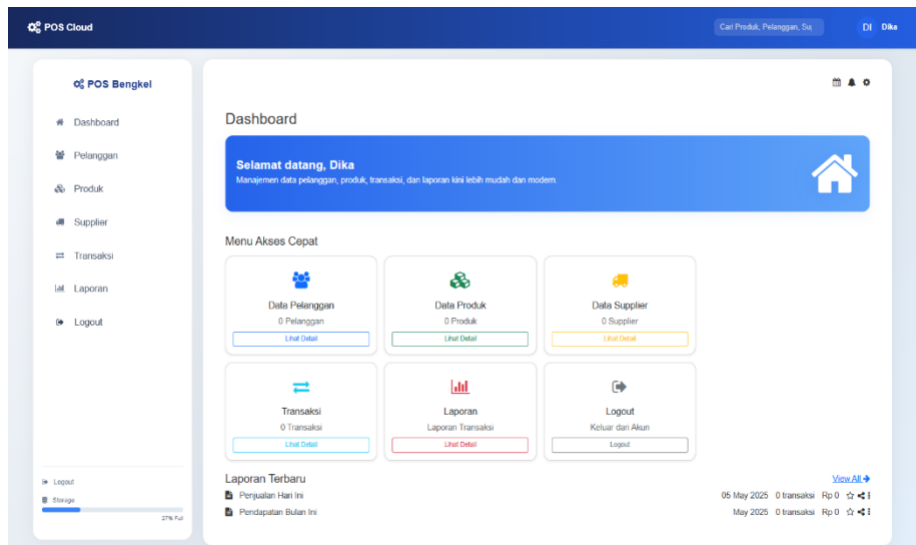 POS Cloud
Cari Produk, Pelanggan, Su
DI Dika
POS Bengkel
Dashboard
Pelanggan
Produk
Supplier
Transaksi
Laporan
Logout
Logout
Storage
27% Full
Dashboard
Selamat datang, Dika
Manajemen data pelanggan, produk, transaksi, dan laporan kini lebih mudah dan modern.
Menu Akses Cepat
Data Pelanggan
0 Pelanggan
Lihat Detail
Data Produk
0 Produk
Lihat Detail
Data Supplier
0 Supplier
Lihat Detail
Transaksi
0 Transaksi
Lihat Detail
Laporan
Laporan Transaksi
Lihat Detail
Logout
Keluar dari Akun
Logout
Laporan Terbaru
View All
Penjualan Hari Ini
05 May 2025 0 transaksi Rp 0
Pendapatan Bulan Ini
May 2025 0 transaksi Rp 0